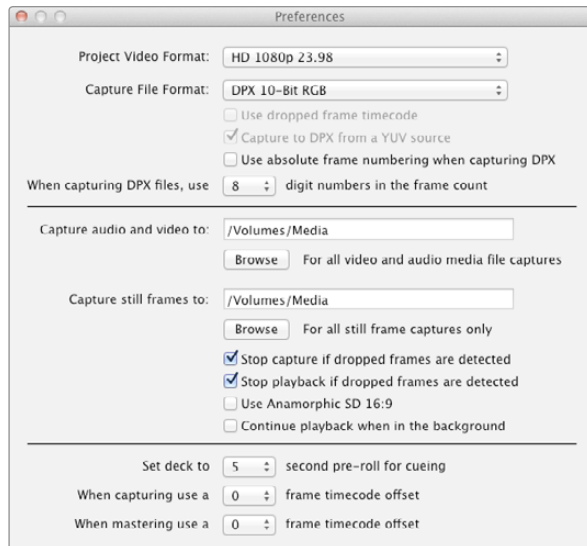 Preferences
Project Video Format: HD 1080p 23.98
Capture File Format: DPX 10-Bit RGB
Use dropped frame timecode
Capture to DPX from a YUV source
Use absolute frame numbering when capturing DPX
When capturing DPX files, use 8 digit numbers in the frame count
Capture audio and video to: /Volumes/Media
Browse For all video and audio media file captures
Capture still frames to: /Volumes/Media
Browse For all still frame captures only
Stop capture if dropped frames are detected
Stop playback if dropped frames are detected
Use Anamorphic SD 16:9
Continue playback when in the background
Set deck to 5 second pre-roll for cueing
When capturing use a 0 frame timecode offset
When mastering use a 0 frame timecode offset